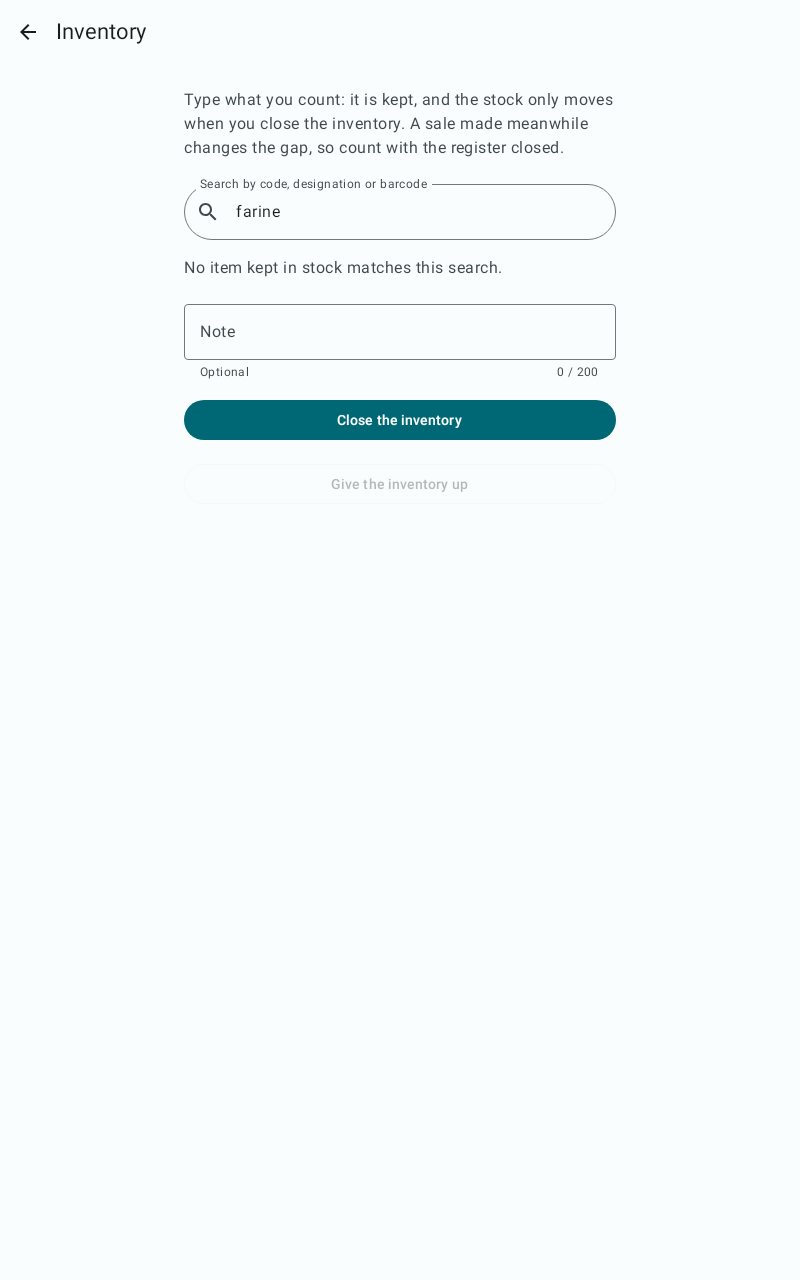 Inventory
Type what you count: it is kept, and the stock only moves
when you close the inventory. A sale made meanwhile
changes the gap, so count with the register closed.
Search by code, designation or barcode
farine
No item kept in stock matches this search.
Note
Optional
0 / 200
Close the inventory
Give the inventory up